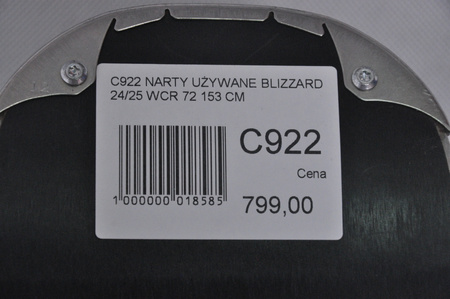 C922 NARTY UŻYWANE BLIZZARD
24/25 WCR 72 153 CM
C922
Cena
1 000000 018585
799,00